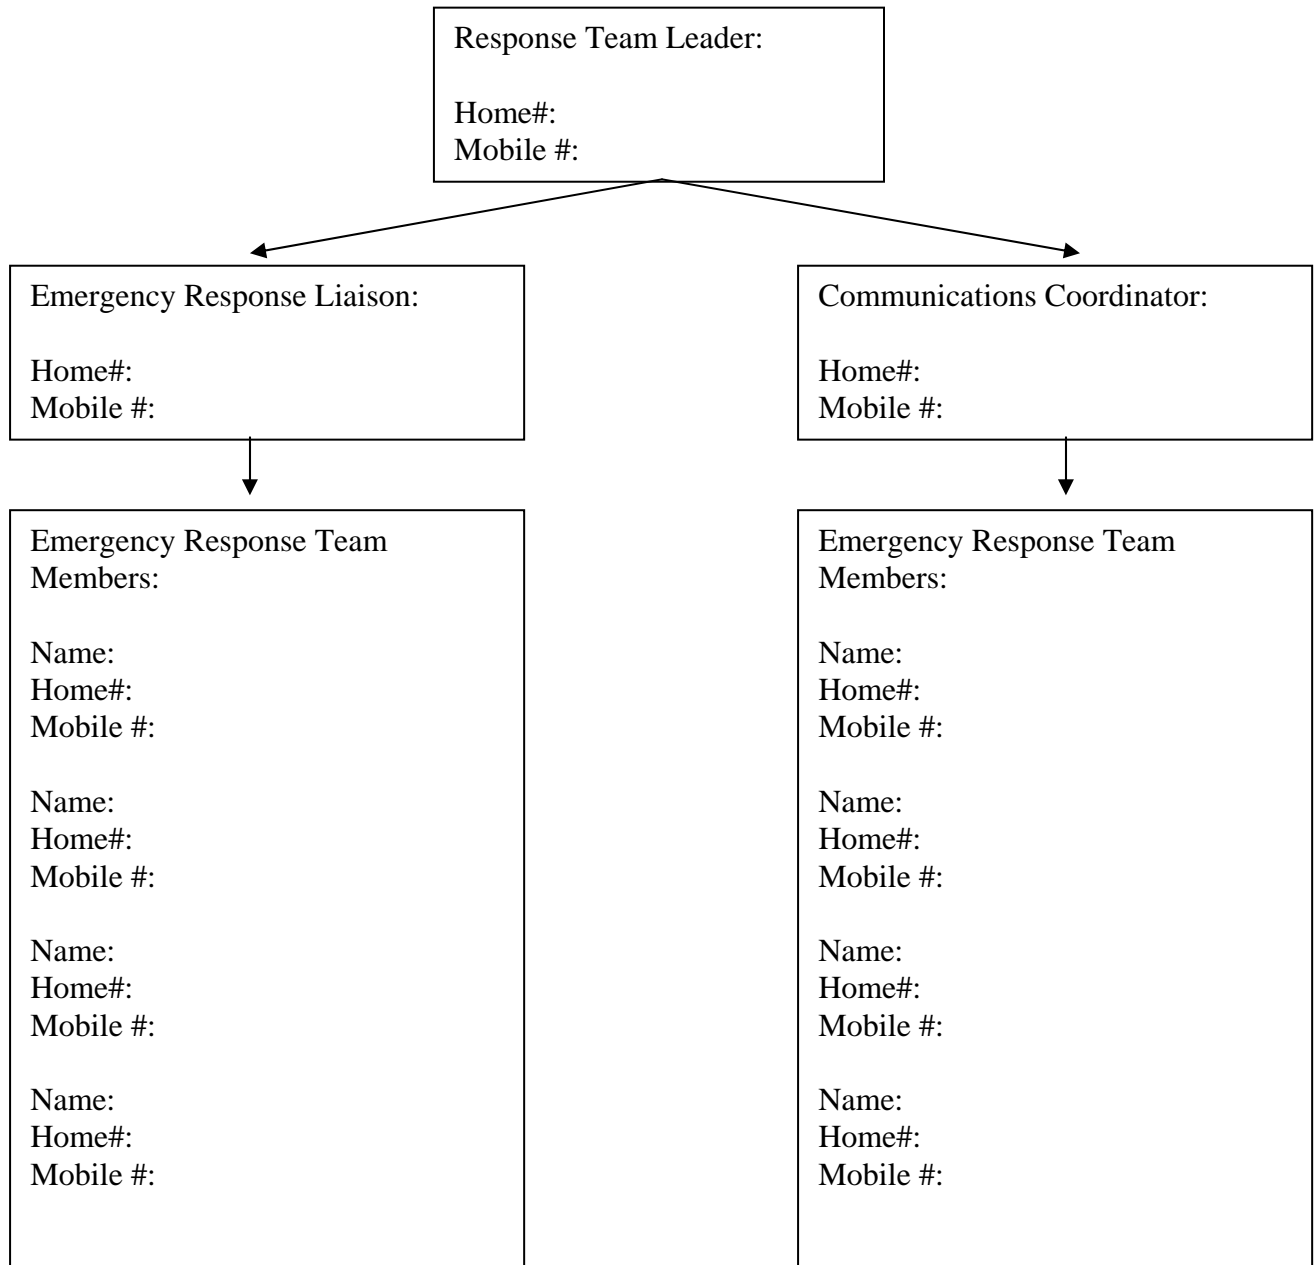 Response Team Leader:
Home#:
Mobile #:
Emergency Response Liaison:
Home#:
Mobile #:
Communications Coordinator:
Home#:
Mobile #:
Emergency Response Team
Members:
Name:
Home#:
Mobile #:
Name:
Home#:
Mobile #:
Name:
Home#:
Mobile #:
Name:
Home#:
Mobile #:
Emergency Response Team
Members:
Name:
Home#:
Mobile #:
Name:
Home#:
Mobile #:
Name:
Home#:
Mobile #:
Name:
Home#:
Mobile #: